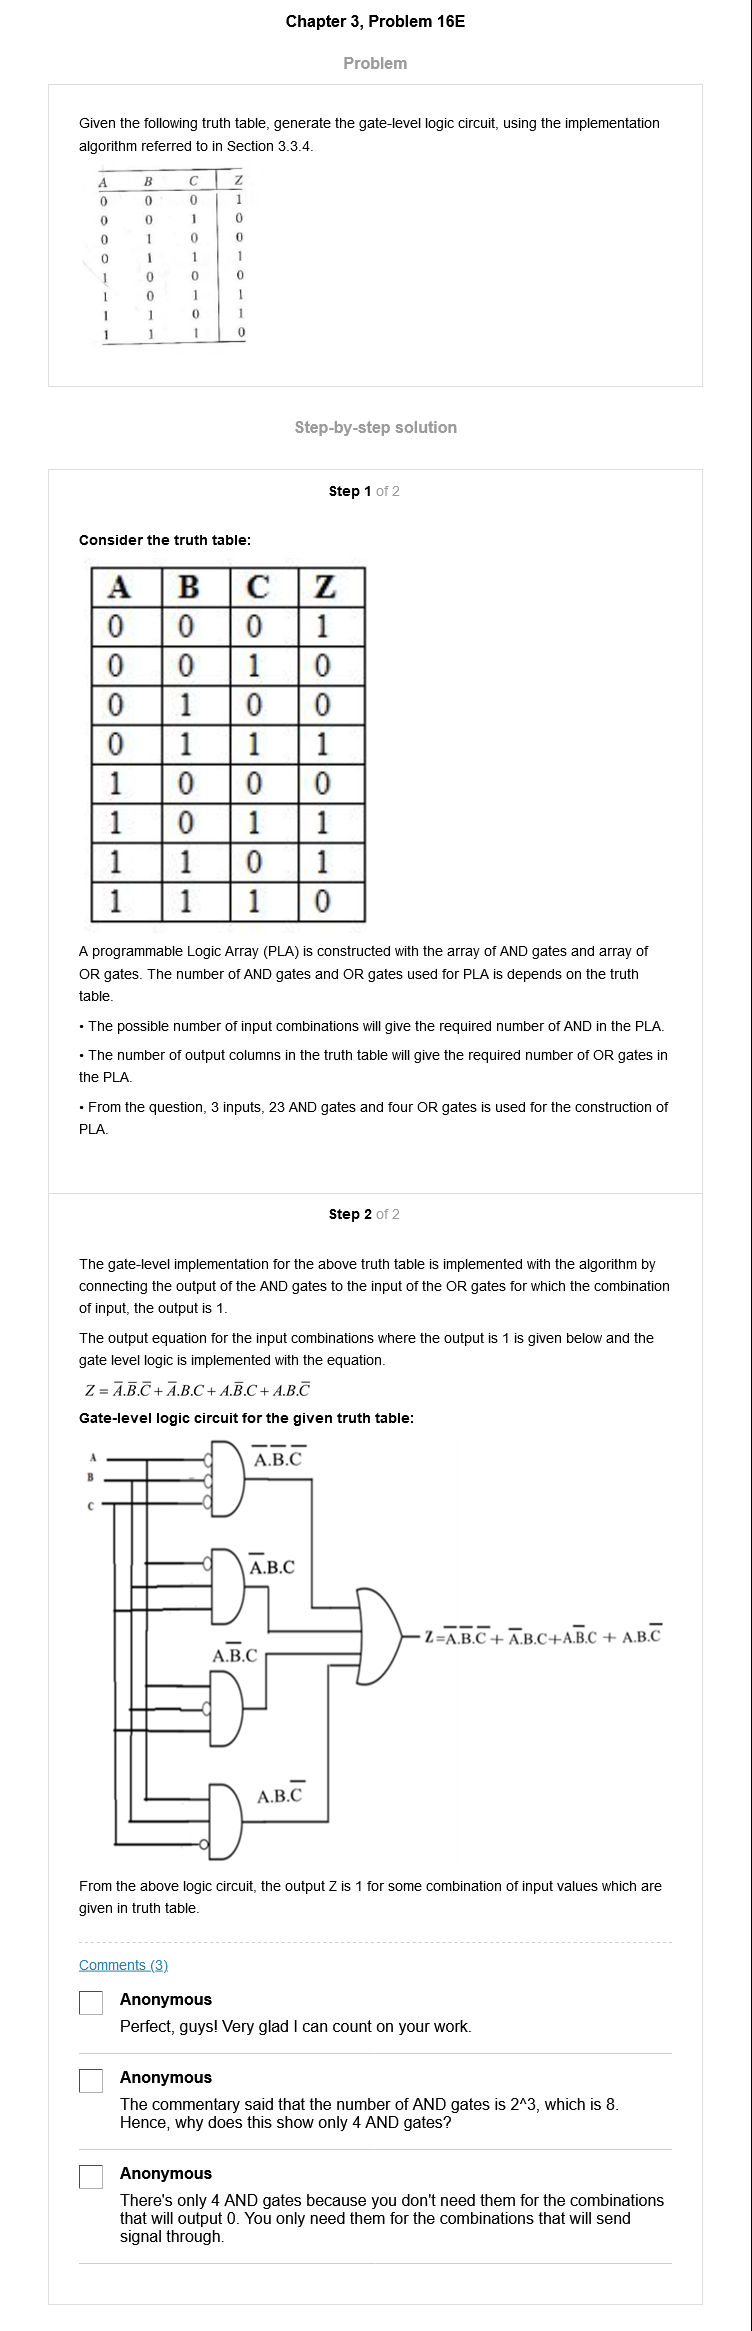 Chapter 3, Problem 16E
Problem
Given the following truth table, generate the gate-level logic circuit, using the implementation
algorithm referred to in Section 3.3.4.
A B C Z
0 0 0 1
0 0 1 0
0 1 0 0
0 1 1 1
1 0 0 0
1 0 1 1
1 1 0 1
1 1 1 0
Step-by-step solution
Step 1 of 2
Consider the truth table:
A B C Z
0 0 0 1
0 0 1 0
0 1 0 0
0 1 1 1
1 0 0 0
1 0 1 1
1 1 0 1
1 1 1 0
A programmable Logic Array (PLA) is constructed with the array of AND gates and array of
OR gates. The number of AND gates and OR gates used for PLA is depends on the truth
table.
• The possible number of input combinations will give the required number of AND in the PLA.
• The number of output columns in the truth table will give the required number of OR gates in
the PLA.
• From the question, 3 inputs, 23 AND gates and four OR gates is used for the construction of
PLA.
Step 2 of 2
The gate-level implementation for the above truth table is implemented with the algorithm by
connecting the output of the AND gates to the input of the OR gates for which the combination
of input, the output is 1.
The output equation for the input combinations where the output is 1 is given below and the
gate level logic is implemented with the equation.
Z = A̅.B̅.C̅ + A̅.B.C + A.B̅.C + A.B.C̅
Gate-level logic circuit for the given truth table:
A
B
C
A̅.B̅.C̅
A̅.B.C
Z=A̅.B̅.C̅ + A̅.B.C+A.B̅.C + A.B.C̅
A.B̅.C
A.B.C̅
From the above logic circuit, the output Z is 1 for some combination of input values which are
given in truth table.
Comments (3)
Anonymous
Perfect, guys! Very glad I can count on your work.
Anonymous
The commentary said that the number of AND gates is 2^3, which is 8.
Hence, why does this show only 4 AND gates?
Anonymous
There's only 4 AND gates because you don't need them for the combinations
that will output 0. You only need them for the combinations that will send
signal through.